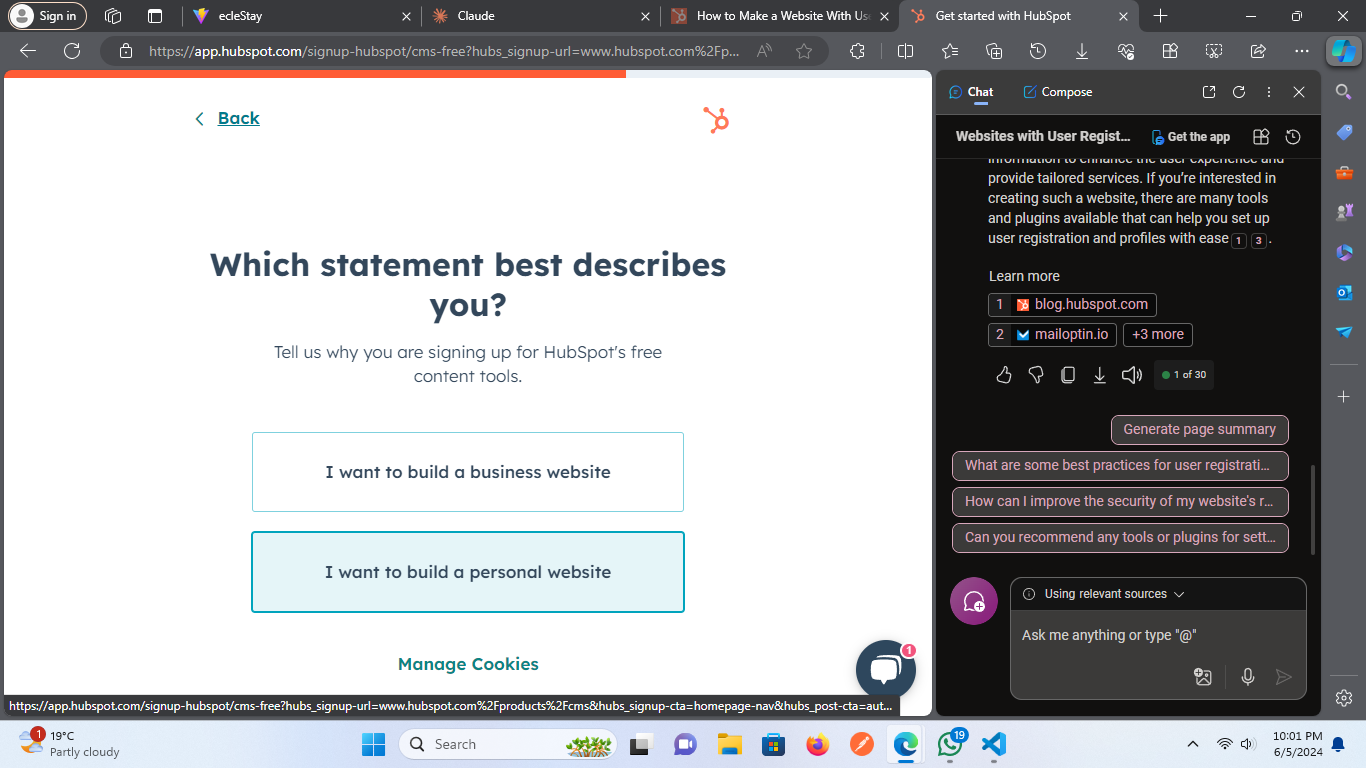 Sign in
ecleStay
Claude
How to Make a Website With Use
Get started with HubSpot
https://app.hubspot.com/signup-hubspot/cms-free?hubs_signup-url=www.hubspot.com%2Fp...
Back
Which statement best describes
you?
Tell us why you are signing up for HubSpot's free
content tools.
I want to build a business website
I want to build a personal website
Manage Cookies
1
https://app.hubspot.com/signup-hubspot/cms-free?hubs_signup-url=www.hubspot.com%2Fproducts%2Fcms&hubs_signup-cta=homepage-nav&hubs_post-cta=aut...
Chat
Compose
Websites with User Regist...
Get the app
information to enhance the user experience and
provide tailored services. If you're interested in
creating such a website, there are many tools
and plugins available that can help you set up
user registration and profiles with ease 1 3 .
Learn more
1 blog.hubspot.com
2 mailoptin.io +3 more
1 of 30
Generate page summary
What are some best practices for user registrati...
How can I improve the security of my website's r...
Can you recommend any tools or plugins for sett...
Using relevant sources
Ask me anything or type "@"
1
19°C
Partly cloudy
Search
19
10:01 PM
6/5/2024